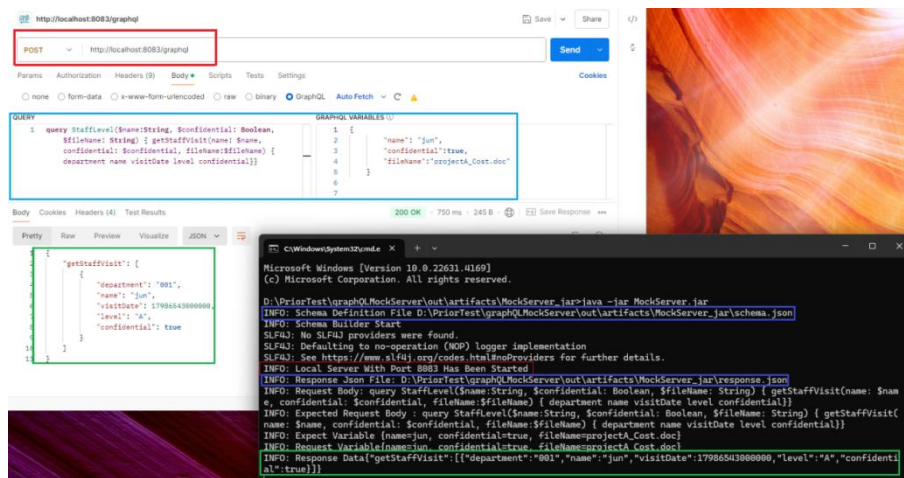 http://localhost:8083/graphql
Save
Share
POST http://localhost:8083/graphql
Send
Params Authorization Headers (9) Body Scripts Tests Settings
Cookies
none form-data x-www-form-urlencoded raw binary GraphQL Auto Fetch
QUERY
1 query StaffLevel($name:String, $confidential: Boolean,
$fileName: String) { getStaffVisit(name: $name,
confidential: $confidential, fileName:$fileName) {
department name visitDate level confidential}}
GRAPHQL VARIABLES
1 {
2 "name": "jun",
3 "confidential":true,
4 "fileName":"projectA_Cost.doc"
5 }
6
7
Body Cookies Headers (4) Test Results
200 OK 750 ms 245 B Save Response
Pretty Raw Preview Visualize JSON
{
"getStaffVisit": [
{
"department": "001",
"name": "jun",
"visitDate": 17986543000000,
"level": "A",
"confidential": true
}
10 ]
11 }
C:\Windows\System32\cmd.e
Microsoft Windows [Version 10.0.22631.4169]
(c) Microsoft Corporation. All rights reserved.
D:\PriorTest\graphQLMockServer\out\artifacts\MockServer_jar>java -jar MockServer.jar
INFO: Schema Definition File D:\PriorTest\graphQLMockServer\out\artifacts\MockServer_jar\schema.json
INFO: Schema Builder Start
SLF4J: No SLF4J providers were found.
SLF4J: Defaulting to no-operation (NOP) logger implementation
SLF4J: See https://www.slf4j.org/codes.html#noProviders for further details.
INFO: Local Server With Port 8083 Has Been Started
INFO: Response Json File: D:\PriorTest\graphQLMockServer\out\artifacts\MockServer_jar\response.json
INFO: Request Body: query StaffLevel($name:String, $confidential: Boolean, $fileName: String) { getStaffVisit(name: $nam
e, confidential: $confidential, fileName:$fileName) { department name visitDate level confidential}}
INFO: Expected Request Body : query StaffLevel($name:String, $confidential: Boolean, $fileName: String) { getStaffVisit(
name: $name, confidential: $confidential, fileName:$fileName) { department name visitDate level confidential}}
INFO: Expect Variable {name=jun, confidential=true, fileName=projectA_Cost.doc}
INFO: Request Variable{name=jun, confidential=true, fileName=projectA_Cost.doc}
INFO: Response Data{"getStaffVisit":[{"department":"001","name":"jun","visitDate":17986543000000,"level":"A","confidenti
al":true}]}